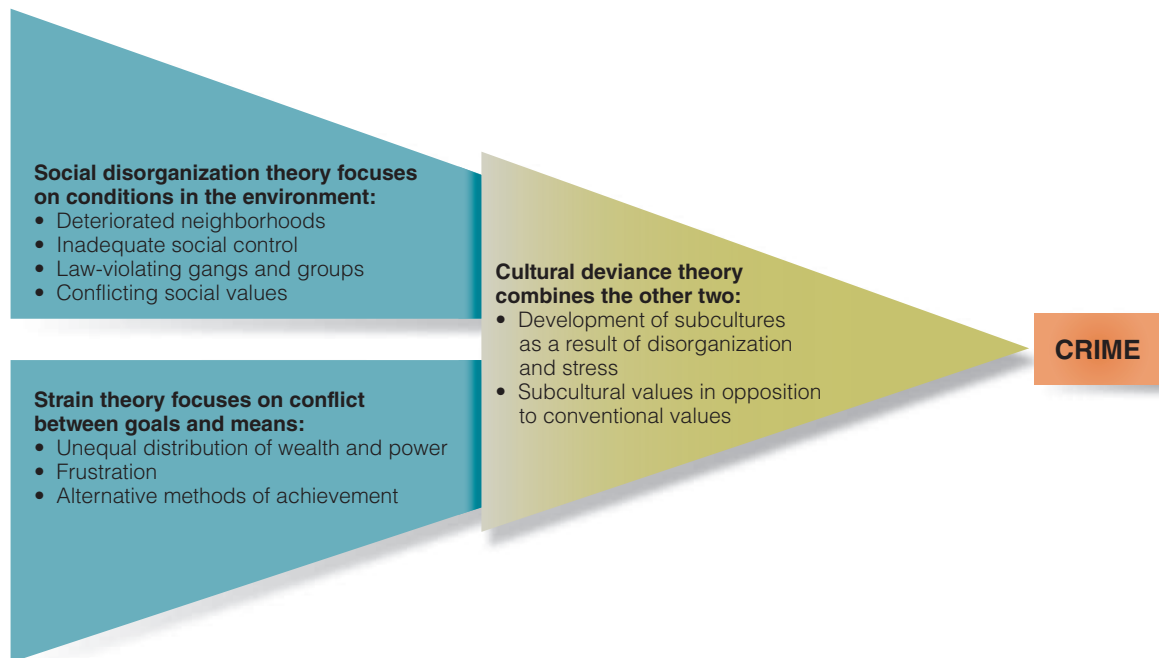 Social disorganization theory focuses
on conditions in the environment:
• Deteriorated neighborhoods
• Inadequate social control
• Law-violating gangs and groups
• Conflicting social values
Strain theory focuses on conflict
between goals and means:
• Unequal distribution of wealth and power
• Frustration
• Alternative methods of achievement
Cultural deviance theory
combines the other two:
• Development of subcultures
as a result of disorganization
and stress
• Subcultural values in opposition
to conventional values
CRIME